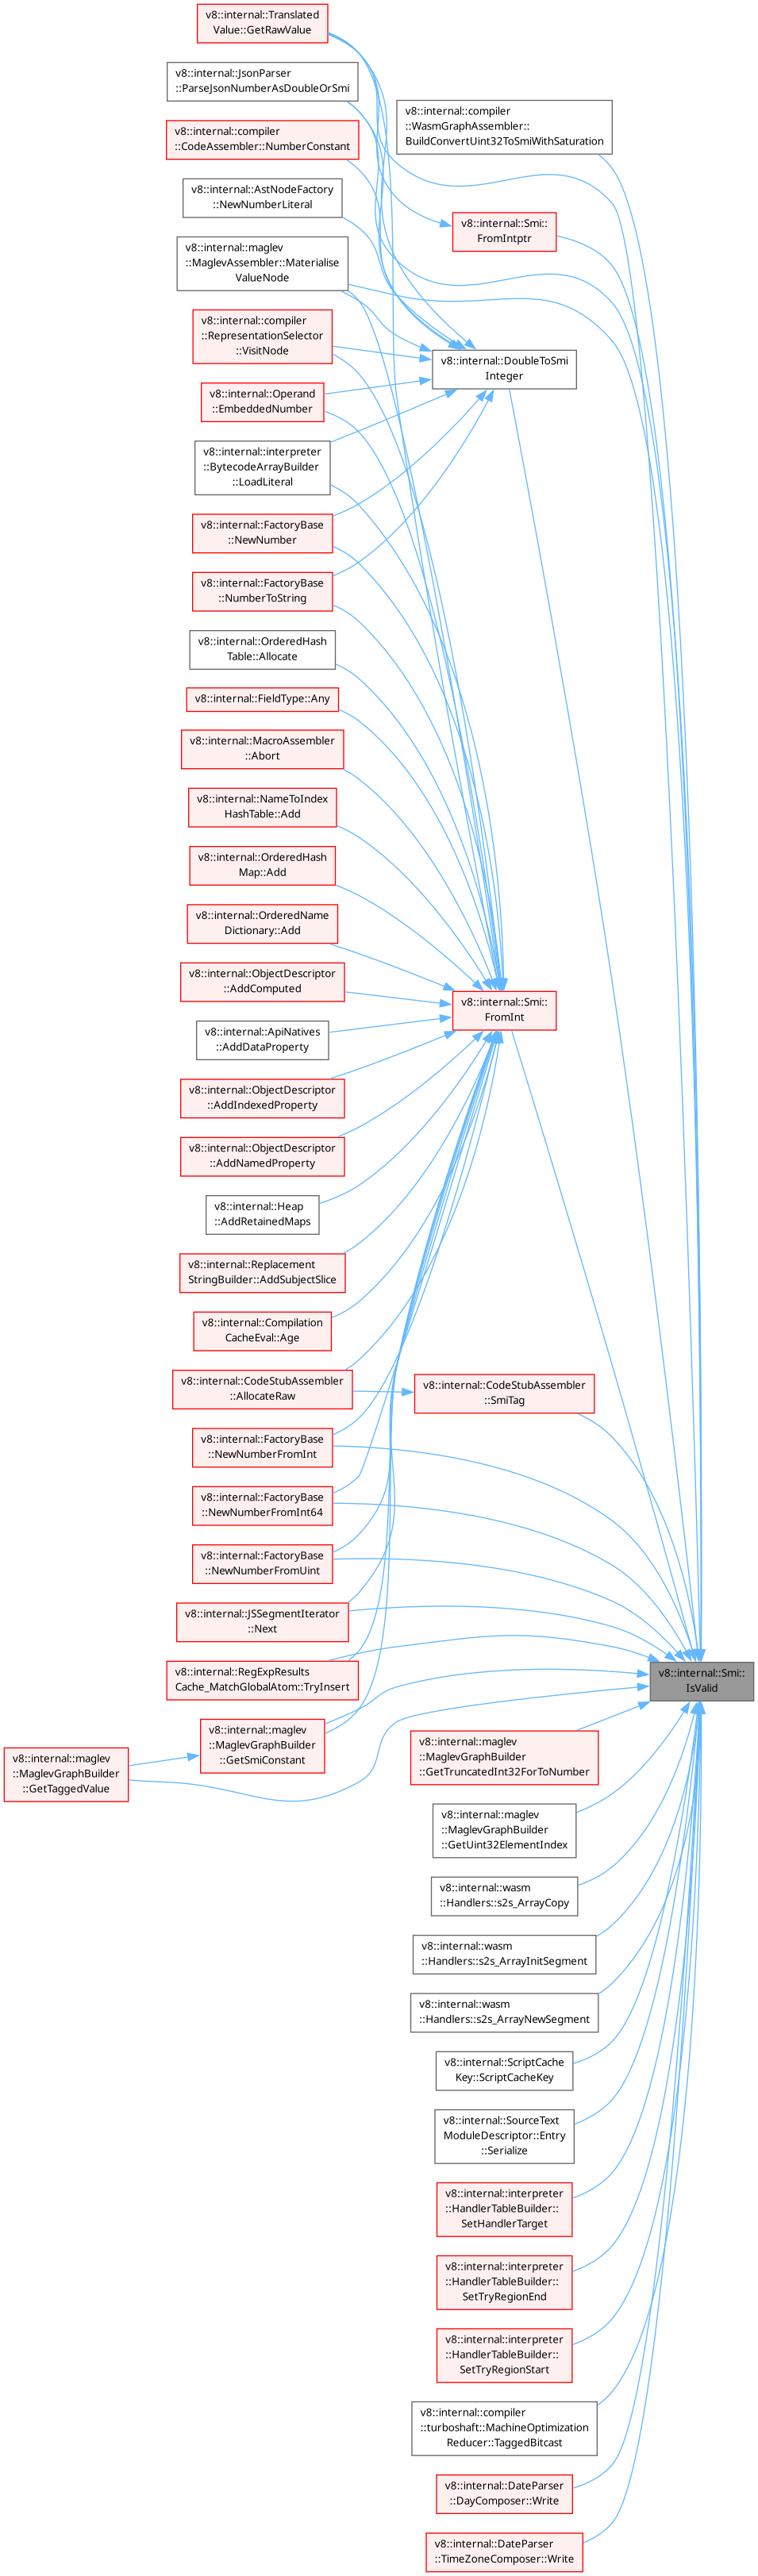 v8::internal::Translated
Value::GetRawValue
v8::internal::JsonParser
::ParseJsonNumberAsDoubleOrSmi
v8::internal::compiler
::WasmGraphAssembler::
BuildConvertUint32ToSmiWithSaturation
v8::internal::compiler
::CodeAssembler::NumberConstant
v8::internal::AstNodeFactory
::NewNumberLiteral
v8::internal::Smi::
FromIntptr
v8::internal::maglev
::MaglevAssembler::Materialise
ValueNode
v8::internal::compiler
::RepresentationSelector
::VisitNode
v8::internal::DoubleToSmi
Integer
v8::internal::Operand
::EmbeddedNumber
v8::internal::interpreter
::BytecodeArrayBuilder
::LoadLiteral
v8::internal::FactoryBase
::NewNumber
v8::internal::FactoryBase
::NumberToString
v8::internal::OrderedHash
Table::Allocate
v8::internal::FieldType::Any
v8::internal::MacroAssembler
::Abort
v8::internal::NameToIndex
HashTable::Add
v8::internal::OrderedHash
Map::Add
v8::internal::OrderedName
Dictionary::Add
v8::internal::ObjectDescriptor
::AddComputed
v8::internal::Smi::
FromInt
v8::internal::ApiNatives
::AddDataProperty
v8::internal::ObjectDescriptor
::AddIndexedProperty
v8::internal::ObjectDescriptor
::AddNamedProperty
v8::internal::Heap
::AddRetainedMaps
v8::internal::Replacement
StringBuilder::AddSubjectSlice
v8::internal::Compilation
CacheEval::Age
v8::internal::CodeStubAssembler
::AllocateRaw
v8::internal::CodeStubAssembler
::SmiTag
v8::internal::FactoryBase
::NewNumberFromInt
v8::internal::FactoryBase
::NewNumberFromInt64
v8::internal::FactoryBase
::NewNumberFromUint
v8::internal::JSSegmentIterator
::Next
v8::internal::RegExpResults
Cache_MatchGlobalAtom::TryInsert
v8::internal::Smi::
IsValid
v8::internal::maglev
::MaglevGraphBuilder
::GetSmiConstant
v8::internal::maglev
::MaglevGraphBuilder
::GetTaggedValue
v8::internal::maglev
::MaglevGraphBuilder
::GetTruncatedInt32ForToNumber
v8::internal::maglev
::MaglevGraphBuilder
::GetUint32ElementIndex
v8::internal::wasm
::Handlers::s2s_ArrayCopy
v8::internal::wasm
::Handlers::s2s_ArrayInitSegment
v8::internal::wasm
::Handlers::s2s_ArrayNewSegment
v8::internal::ScriptCache
Key::ScriptCacheKey
v8::internal::SourceText
ModuleDescriptor::Entry
::Serialize
v8::internal::interpreter
::HandlerTableBuilder::
SetHandlerTarget
v8::internal::interpreter
::HandlerTableBuilder::
SetTryRegionEnd
v8::internal::interpreter
::HandlerTableBuilder::
SetTryRegionStart
v8::internal::compiler
::turboshaft::MachineOptimization
Reducer::TaggedBitcast
v8::internal::DateParser
::DayComposer::Write
v8::internal::DateParser
::TimeZoneComposer::Write